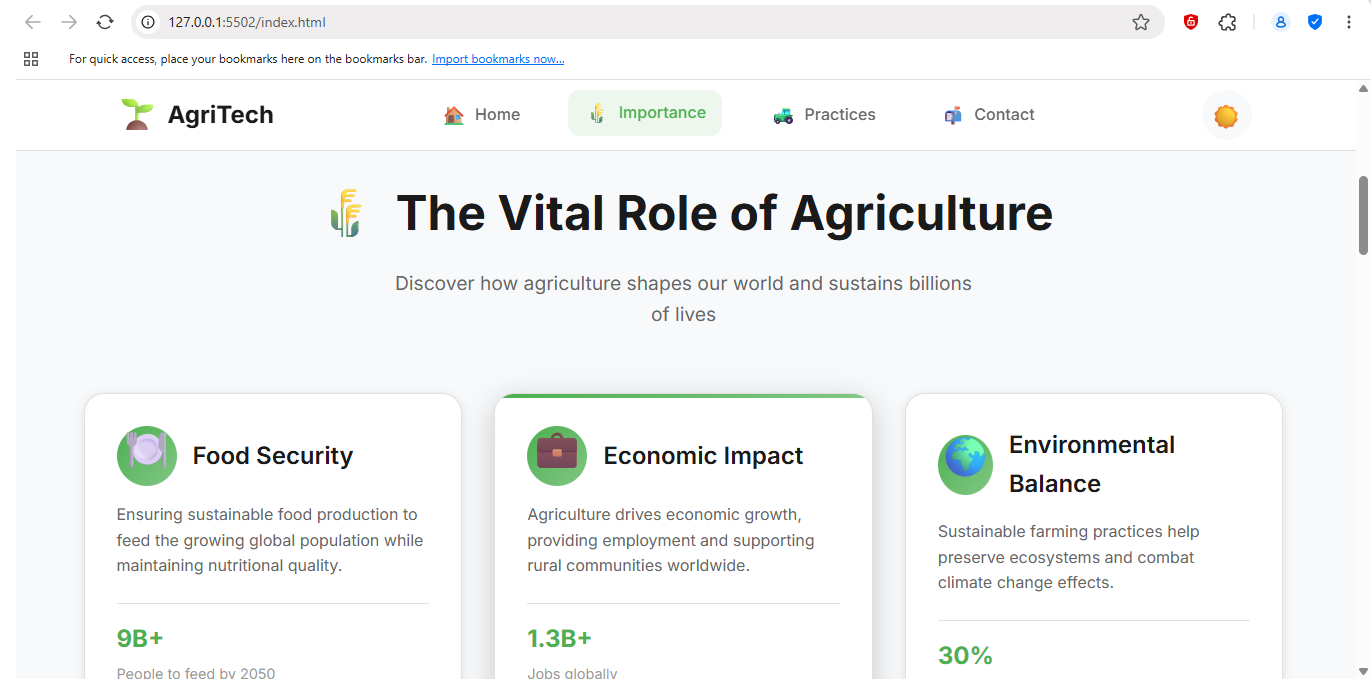 127.0.0.1:5502/index.html
For quick access, place your bookmarks here on the bookmarks bar. Import bookmarks now...
AgriTech
Home
Importance
Practices
Contact
The Vital Role of Agriculture
Discover how agriculture shapes our world and sustains billions
of lives
Food Security
Ensuring sustainable food production to
feed the growing global population while
maintaining nutritional quality.
9B+
People to feed by 2050
Economic Impact
Agriculture drives economic growth,
providing employment and supporting
rural communities worldwide.
1.3B+
Jobs globally
Environmental
Balance
Sustainable farming practices help
preserve ecosystems and combat
climate change effects.
30%